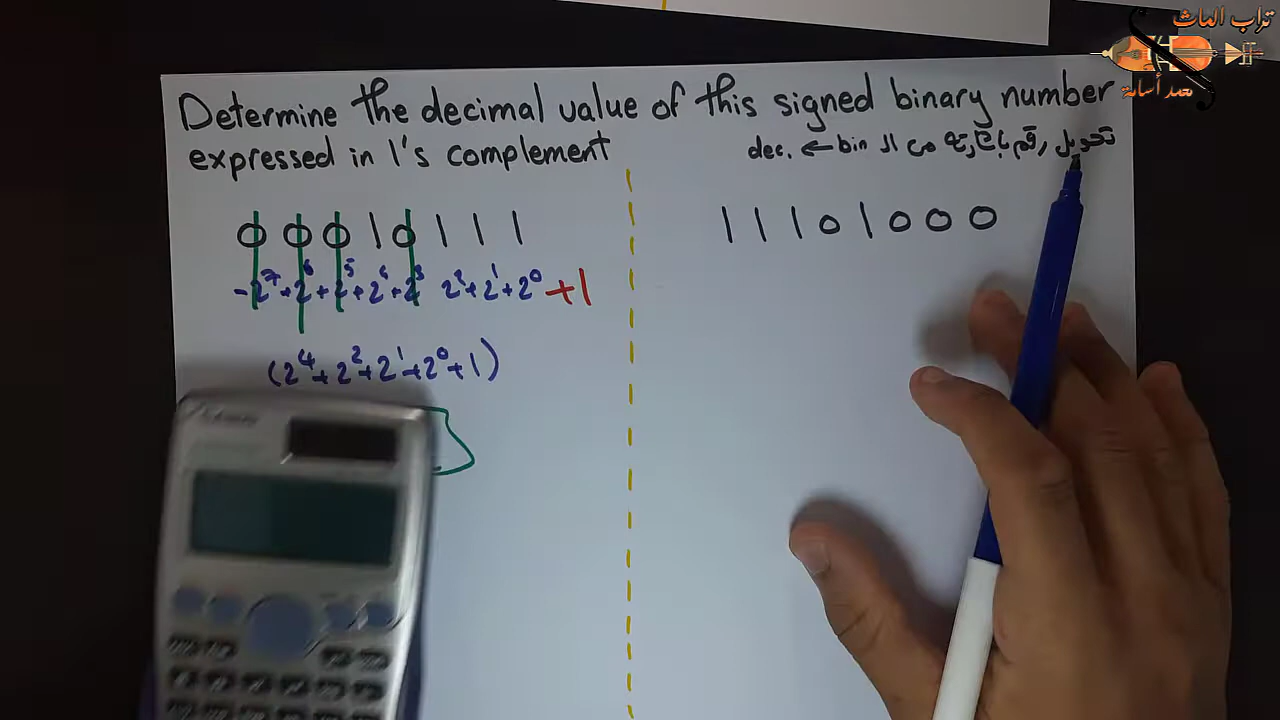 تراب الماث
محمد أسامة
Determine the decimal value of this signed binary number
expressed in 1's complement
تحويل رقم بإشارته من الـ bin ← dec.
0 0 0 1 0 1 1 1
1 1 1 0 1 0 0 0
-2⁷+2⁶+2⁵+2⁴+2³ 2²+2¹+2⁰+1
(2⁴+2²+2¹+2⁰+1)